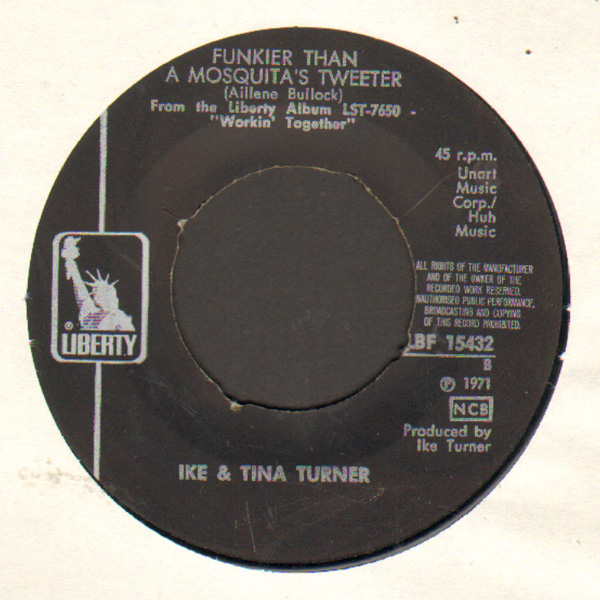 FUNKIER THAN
A MOSQUITA'S TWEETER
(Aillene Bullock)
From the Liberty Album LST-7650 -
"Workin' Together"
45 r.p.m.
Unart
Music
Corp./
Huh
Music
ALL RIGHTS OF THE MANUFACTURER
AND OF THE OWNER OF THE
RECORDED WORK RESERVED.
UNAUTHORISED PUBLIC PERFORMANCE,
BROADCASTING AND COPYING
OF THIS RECORD PROHIBITED.
® LIBERTY
LBF 15432
B
℗ 1971
NCB
Produced by
Ike Turner
IKE & TINA TURNER